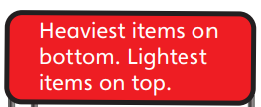 Heaviest items on
bottom. Lightest
items on top.